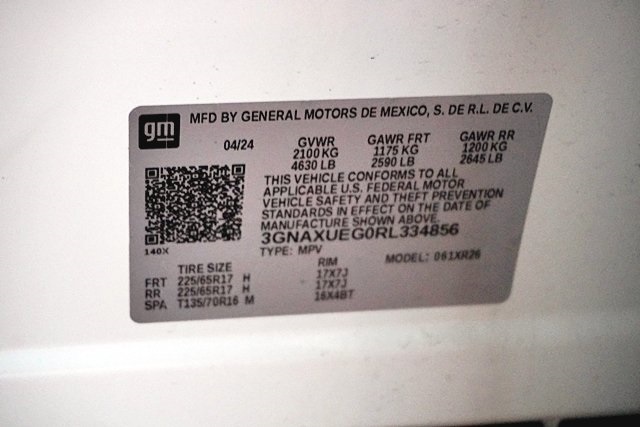 gm
MFD BY GENERAL MOTORS DE MEXICO, S. DE R.L. DE C.V.
04/24 GVWR GAWR FRT GAWR RR
2100 KG 1175 KG 1200 KG
4630 LB 2590 LB 2645 LB
THIS VEHICLE CONFORMS TO ALL
APPLICABLE U.S. FEDERAL MOTOR
VEHICLE SAFETY AND THEFT PREVENTION
STANDARDS IN EFFECT ON THE DATE OF
MANUFACTURE SHOWN ABOVE.
3GNAXUEG0RL334856
140X
TYPE: MPV MODEL: 061XR26
TIRE SIZE RIM
FRT 225/65R17 H 17X7J
RR 225/65R17 H 17X7J
SPA T135/70R16 M 16X4BT